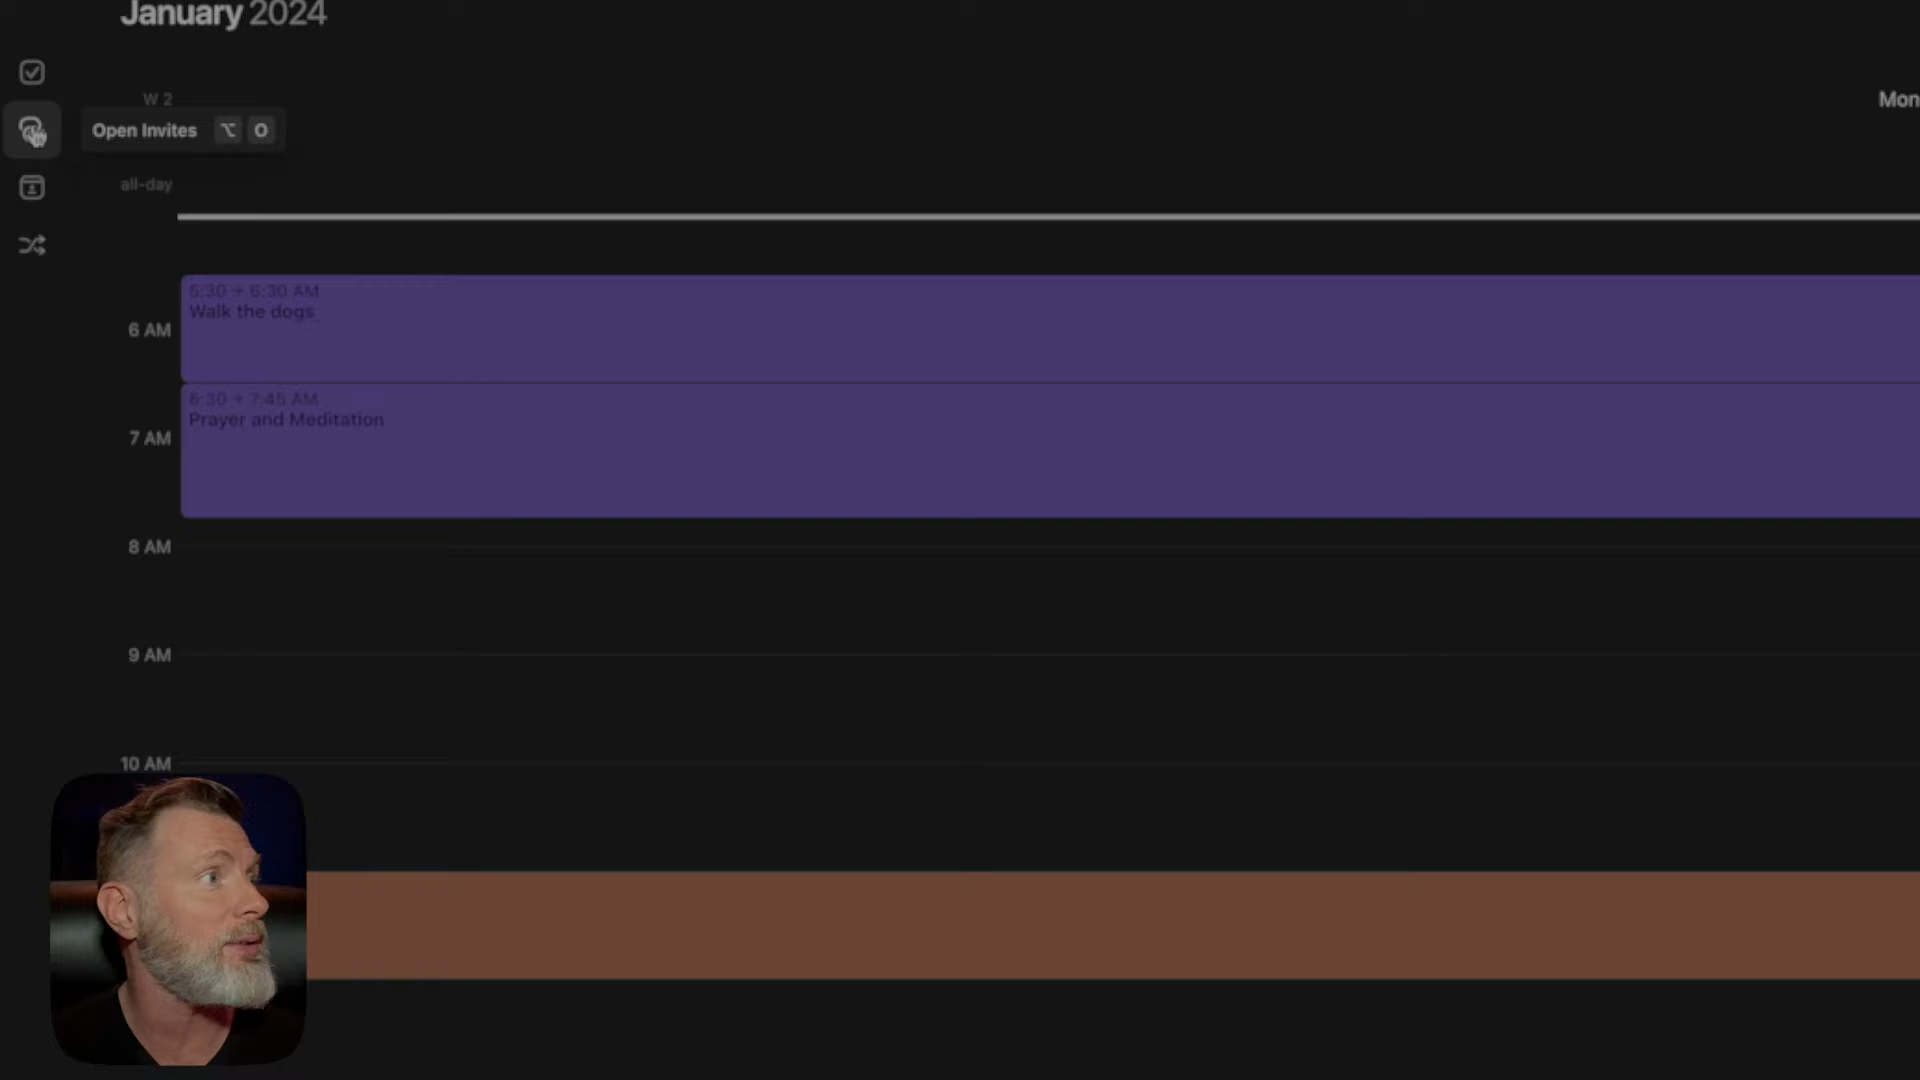 January 2024
W 2
Mon
Open Invites ⌥ O
all-day
5:30 → 6:30 AM
Walk the dogs
6 AM
6:30 → 7:45 AM
Prayer and Meditation
7 AM
8 AM
9 AM
10 AM